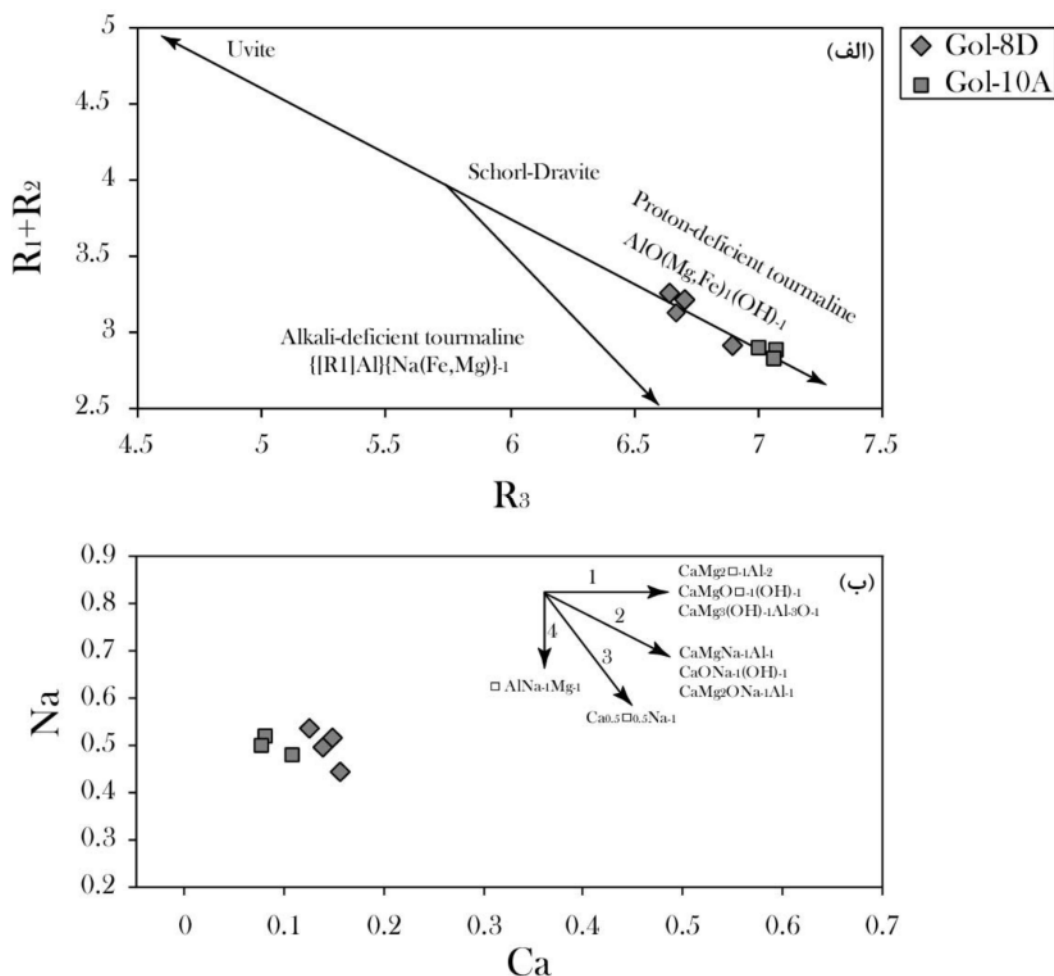 (الف)
Gol-8D
Gol-10A
5
4.5
4
3.5
3
2.5
R₁+R₂
Uvite
Schorl-Dravite
Proton-deficient tourmaline
AlO(Mg,Fe)₁(OH)-₁
Alkali-deficient tourmaline
{[R1]Al}{Na(Fe,Mg)}-₁
4.5 5 5.5 6 6.5 7 7.5
R₃
(ب)
0.9
0.8
0.7
0.6
0.5
0.4
0.3
0.2
Na
1
2
3
4
CaMg₂□-₁Al-₂
CaMgO□-₁(OH)-₁
CaMg₃(OH)-₁Al-₃O-₁
CaMgNa-₁Al-₁
CaONa-₁(OH)-₁
CaMg₂ONa-₁Al-₁
□ AlNa-₁Mg-₁
Ca₀.₅□₀.₅Na-₁
0 0.1 0.2 0.3 0.4 0.5 0.6 0.7
Ca